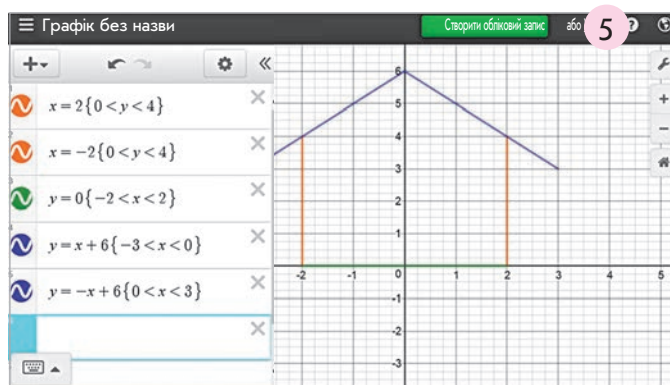 Графік без назви
Створити обліковий запис
або
5
x = 2{0 < y < 4}
x = −2{0 < y < 4}
y = 0{−2 < x < 2}
y = x + 6{−3 < x < 0}
y = −x + 6{0 < x < 3}
6
5
4
3
2
1
-2 -1 0 1 2 3 4 5
-1
-2
-3